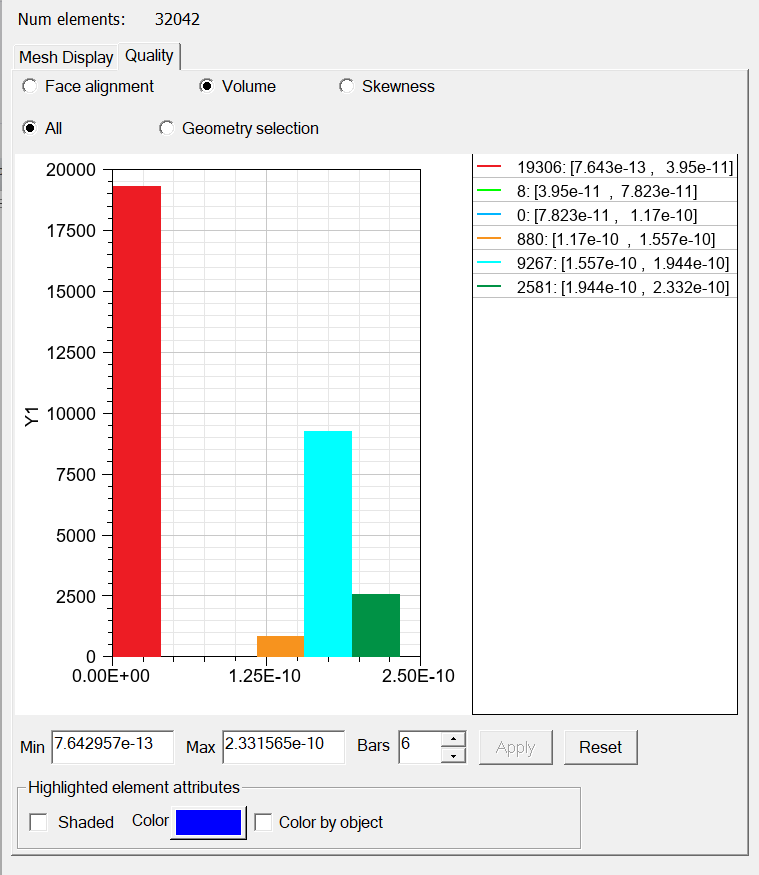 Num elements: 32042
Mesh Display Quality
Face alignment Volume Skewness
All Geometry selection
20000
17500
15000
12500
10000
7500
5000
2500
0
Y1
0.00E+00 1.25E-10 2.50E-10
19306: [7.643e-13 , 3.95e-11]
8: [3.95e-11 , 7.823e-11]
0: [7.823e-11 , 1.17e-10]
880: [1.17e-10 , 1.557e-10]
9267: [1.557e-10 , 1.944e-10]
2581: [1.944e-10 , 2.332e-10]
Min 7.642957e-13 Max 2.331565e-10 Bars 6 Apply Reset
Highlighted element attributes
Shaded Color Color by object